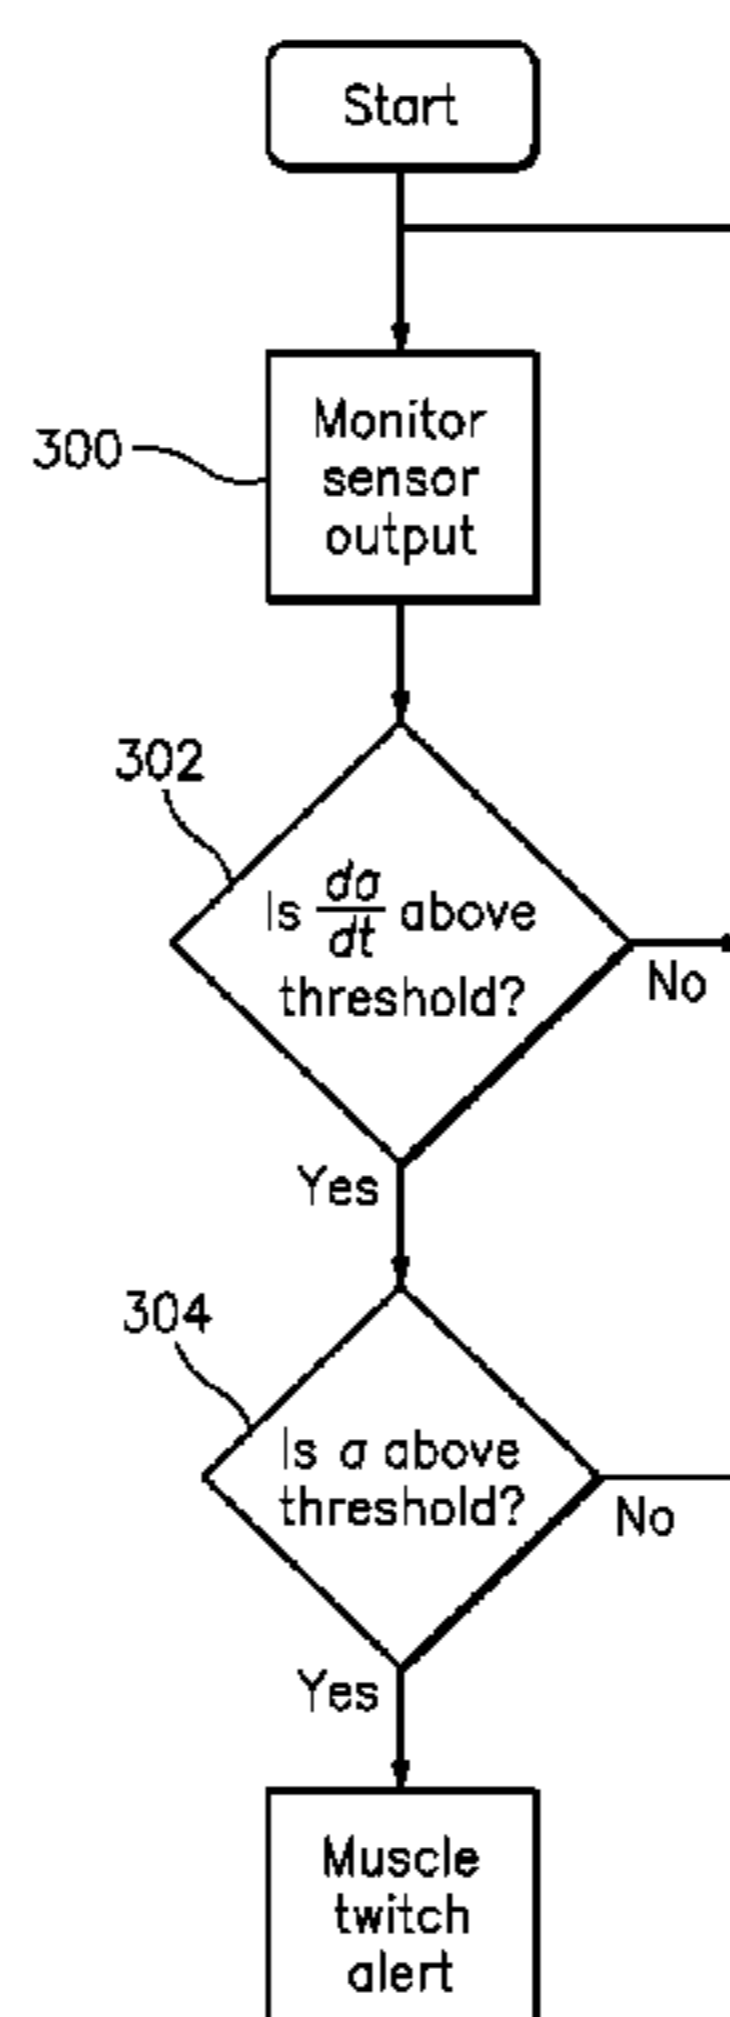 Start
300
Monitor
sensor
output
302
Is da/dt above
threshold?
No
Yes
304
Is a above
threshold?
No
Yes
Muscle
twitch
alert